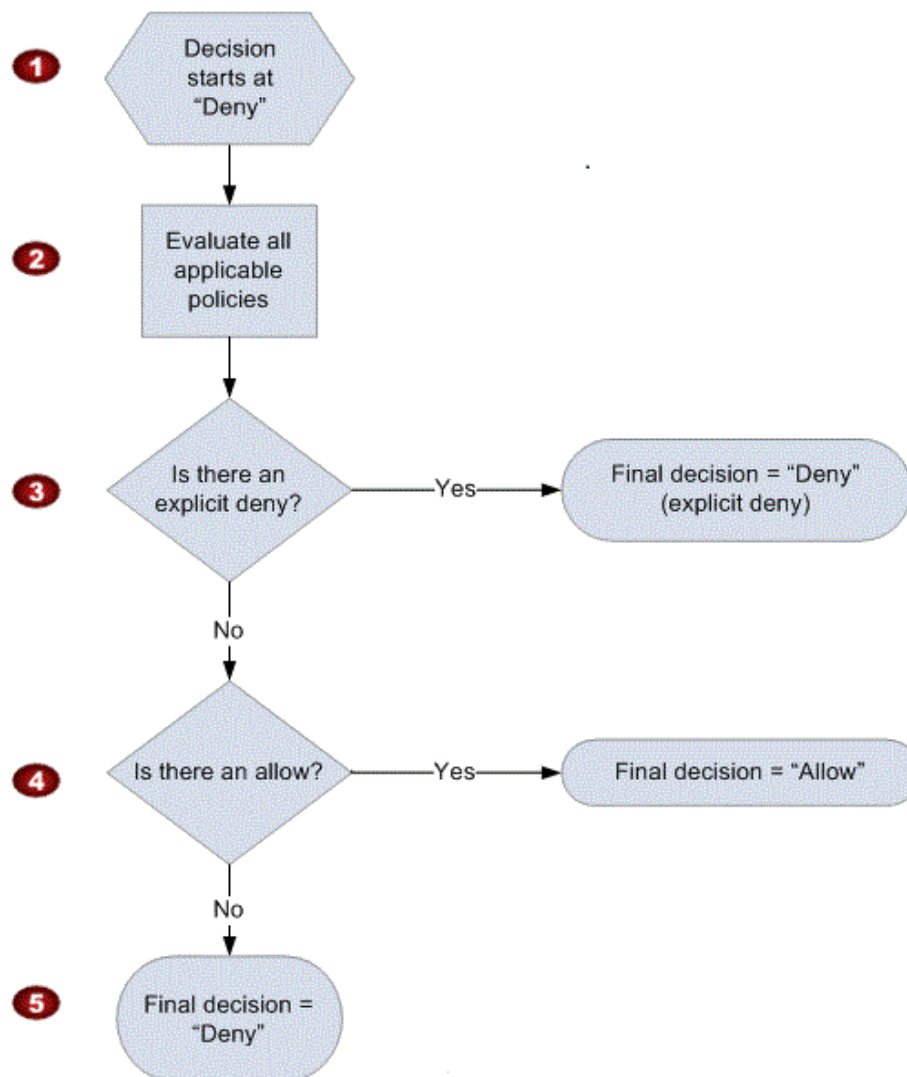 1
Decision
starts at
“Deny”
2
Evaluate all
applicable
policies
3
Is there an
explicit deny?
Yes
Final decision = “Deny”
(explicit deny)
No
4
Is there an allow?
Yes
Final decision = “Allow”
No
5
Final decision =
“Deny”